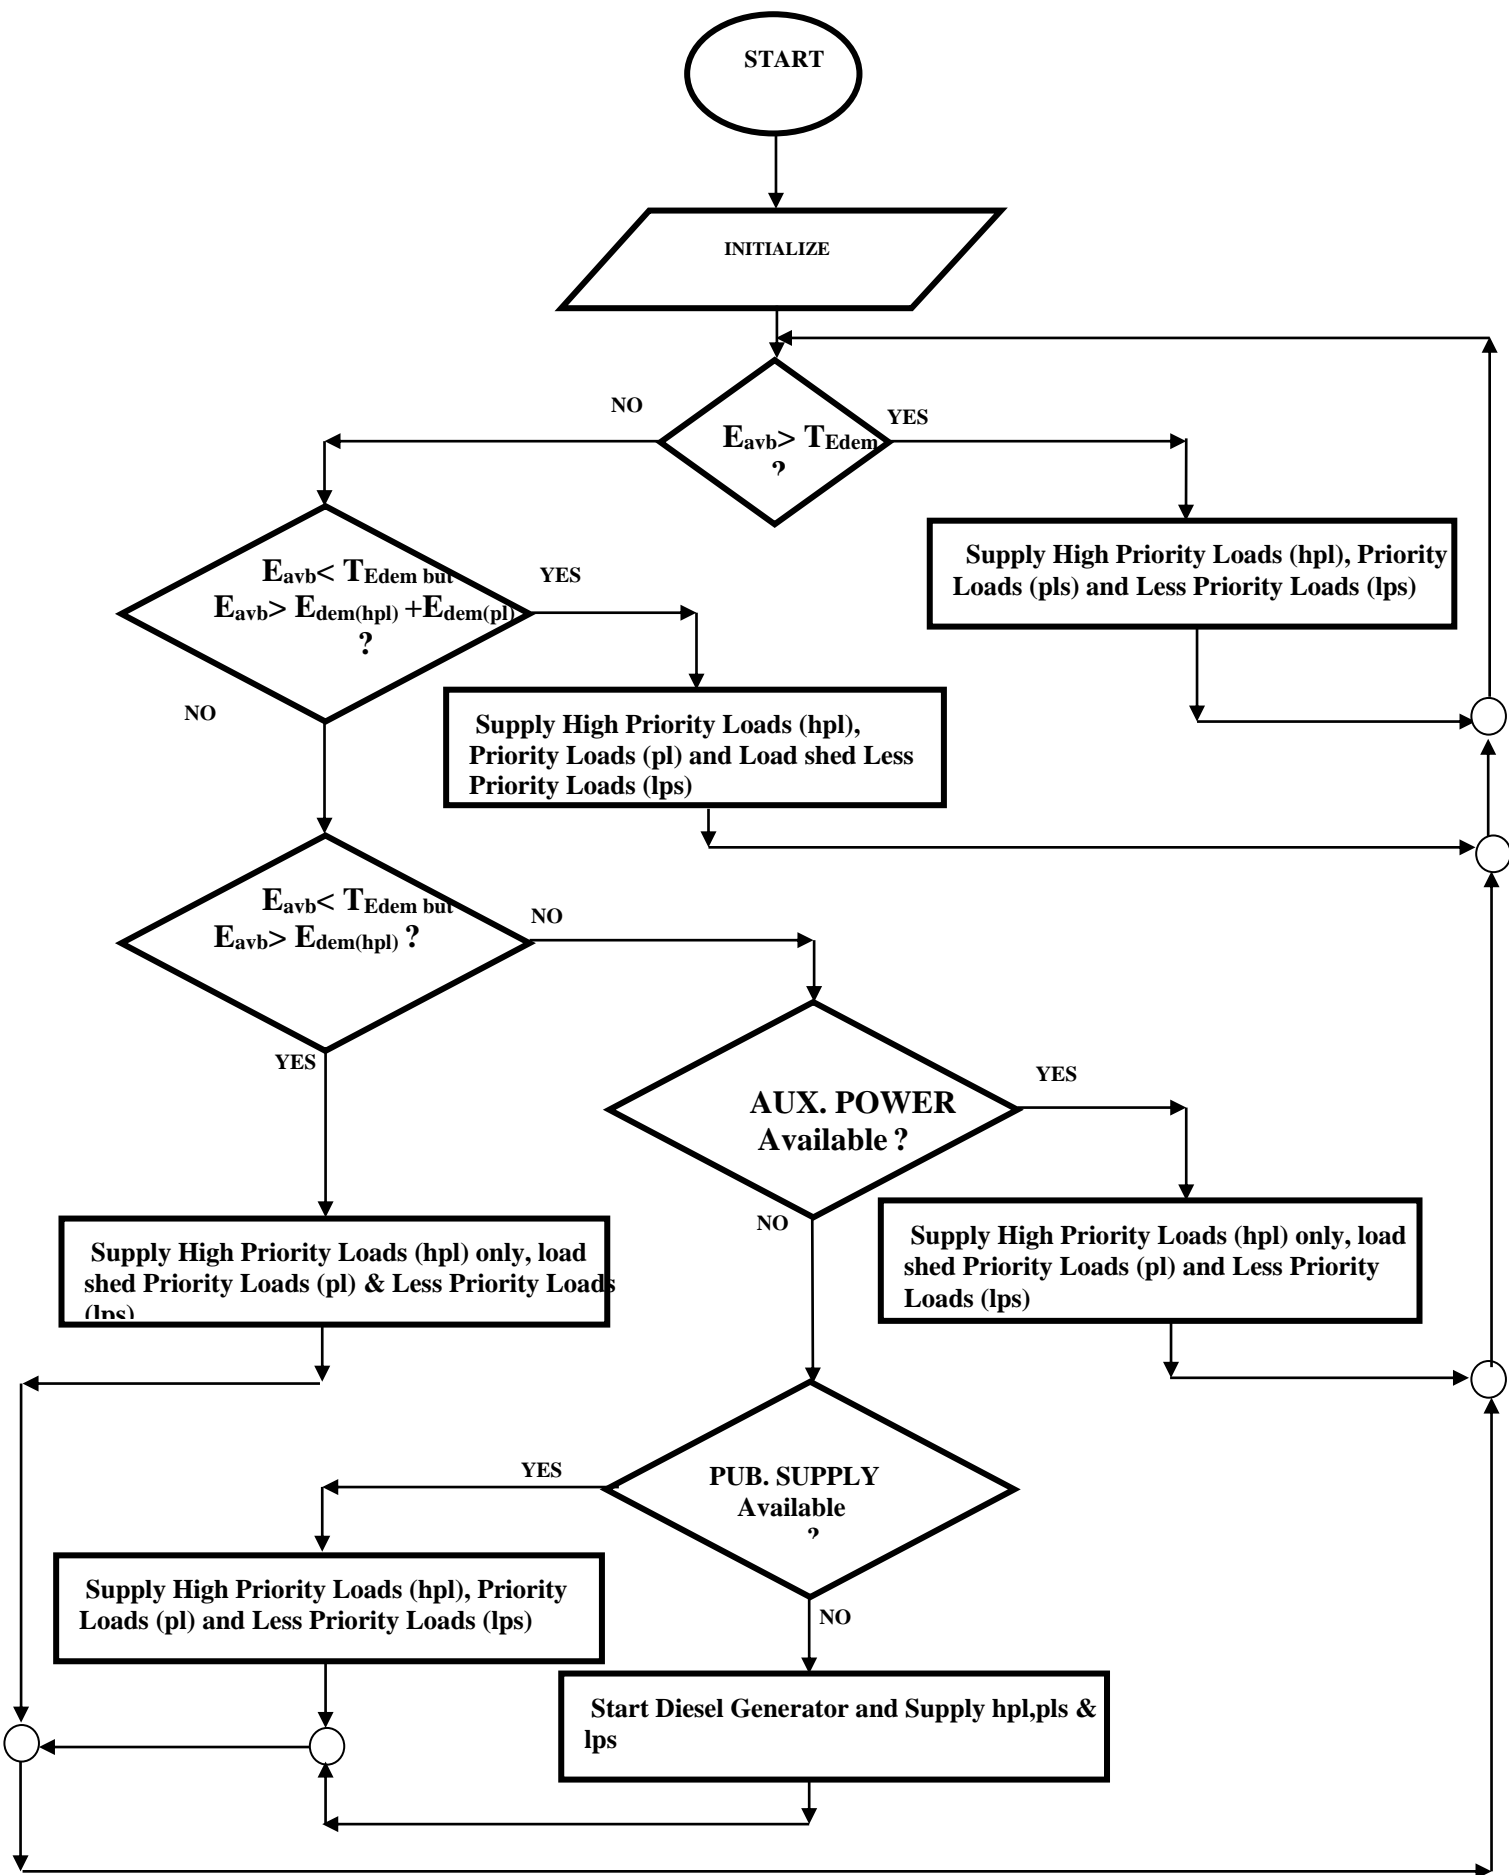 START
INITIALIZE
NO
YES
Eavb> TEdem
?
Supply High Priority Loads (hpl), Priority
Loads (pls) and Less Priority Loads (lps)
Eavb< TEdem but
Eavb> Edem(hpl) +Edem(pl)
?
YES
NO
Supply High Priority Loads (hpl),
Priority Loads (pl) and Load shed Less
Priority Loads (lps)
Eavb< TEdem but
Eavb> Edem(hpl) ?
NO
YES
AUX. POWER
Available ?
YES
NO
Supply High Priority Loads (hpl) only, load
shed Priority Loads (pl) & Less Priority Loads
(lps)
Supply High Priority Loads (hpl) only, load
shed Priority Loads (pl) and Less Priority
Loads (lps)
YES
PUB. SUPPLY
Available
?
NO
Supply High Priority Loads (hpl), Priority
Loads (pl) and Less Priority Loads (lps)
Start Diesel Generator and Supply hpl,pls &
lps